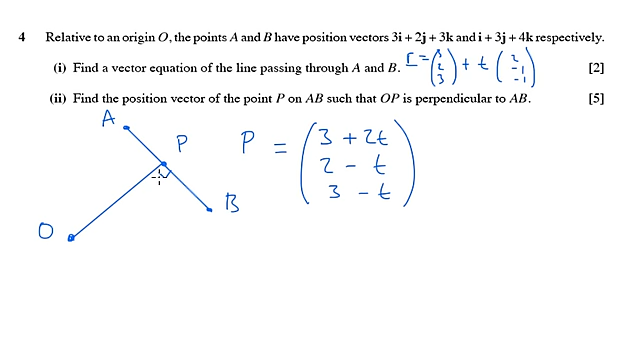 4 Relative to an origin O, the points A and B have position vectors 3i + 2j + 3k and i + 3j + 4k respectively.
(i) Find a vector equation of the line passing through A and B. r = (3 2 3) + t (2 -1 -1) [2]
(ii) Find the position vector of the point P on AB such that OP is perpendicular to AB. [5]
A
P
P = (3 + 2t
2 - t
3 - t)
B
O